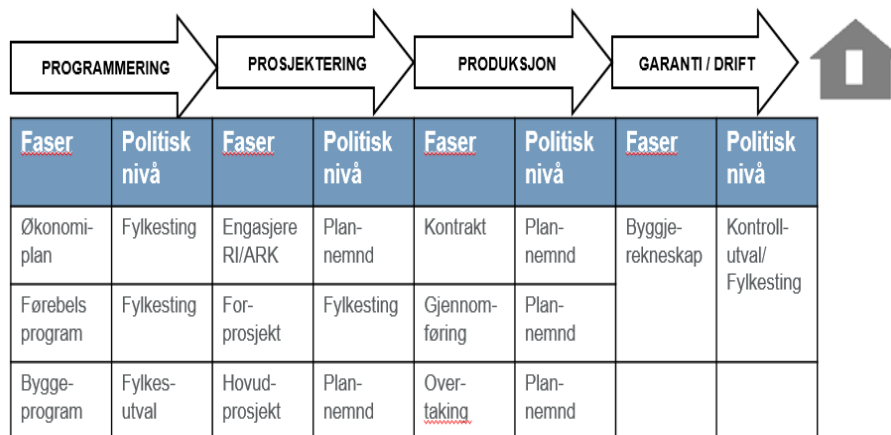 PROGRAMMERING PROSJEKTERING PRODUKSJON GARANTI / DRIFT
Faser Politisk Faser Politisk Faser Politisk Faser Politisk
nivå nivå nivå nivå
Økonomi- Fylkesting Engasjere Plan- Kontrakt Plan- Byggje- Kontroll-
plan RI/ARK nemnd nemnd rekneskap utval/
Fylkesting
Førebels Fylkesting For- Fylkesting Gjennom- Plan-
program prosjekt føring nemnd
Bygge- Fylkes- Hovud- Plan- Over- Plan-
program utval prosjekt nemnd taking nemnd